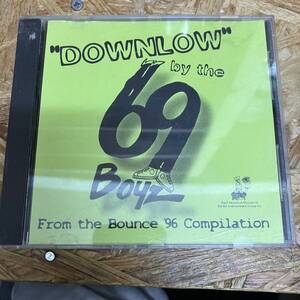 "DOWNLOW"
by the
69
Boyz
From the Bounce '96 Compilation